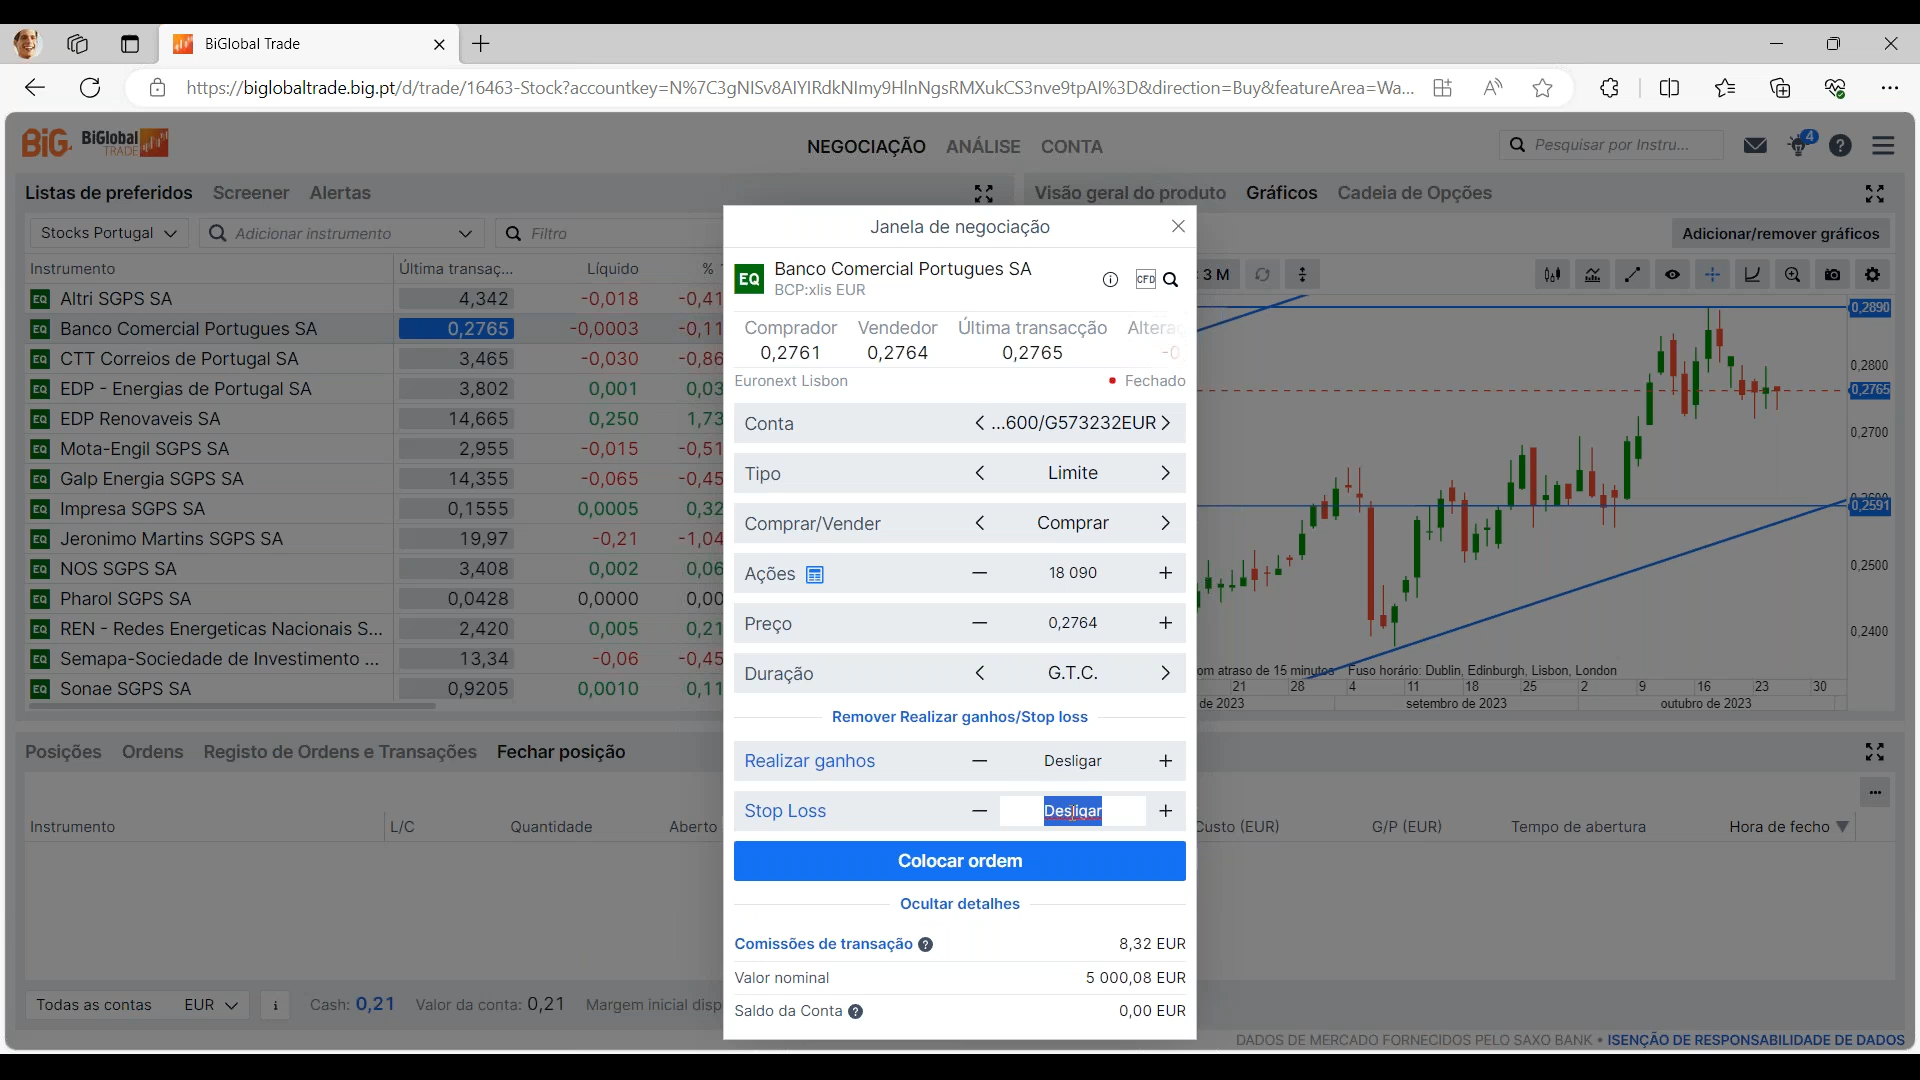 BiGlobal Trade
https://biglobaltrade.big.pt/d/trade/16463-Stock?accountkey=N%7C3gNISv8AIYIRdkNImy9HlnNgsRMXukCS3nve9tpAI%3D&direction=Buy&featureArea=Wa...
BiG BiGlobal TRADE
NEGOCIAÇÃO ANÁLISE CONTA
Pesquisar por Instru...
4
Listas de preferidos Screener Alertas
Visão geral do produto Gráficos Cadeia de Opções
Stocks Portugal Adicionar instrumento Filtro
Adicionar/remover gráficos
Instrumento Última transaç... Líquido %
EQ Altri SGPS SA 4,342 -0,018 -0,41
EQ Banco Comercial Portugues SA 0,2765 -0,0003 -0,11
EQ CTT Correios de Portugal SA 3,465 -0,030 -0,86
EQ EDP - Energias de Portugal SA 3,802 0,001 0,03
EQ EDP Renovaveis SA 14,665 0,250 1,73
EQ Mota-Engil SGPS SA 2,955 -0,015 -0,51
EQ Galp Energia SGPS SA 14,355 -0,065 -0,45
EQ Impresa SGPS SA 0,1555 0,0005 0,32
EQ Jeronimo Martins SGPS SA 19,97 -0,21 -1,04
EQ NOS SGPS SA 3,408 0,002 0,06
EQ Pharol SGPS SA 0,0428 0,0000 0,00
EQ REN - Redes Energeticas Nacionais S... 2,420 0,005 0,21
EQ Semapa-Sociedade de Investimento ... 13,34 -0,06 -0,45
EQ Sonae SGPS SA 0,9205 0,0010 0,11
Janela de negociação
EQ Banco Comercial Portugues SA
BCP:xlis EUR
CFD
Comprador Vendedor Última transacção Alteraç
0,2761 0,2764 0,2765 -0
Euronext Lisbon Fechado
Conta ...600/G573232EUR
Tipo Limite
Comprar/Vender Comprar
Ações 18 090
Preço 0,2764
Duração G.T.C.
Remover Realizar ganhos/Stop loss
Realizar ganhos Desligar
Stop Loss Desligar
Colocar ordem
Ocultar detalhes
Comissões de transação 8,32 EUR
Valor nominal 5 000,08 EUR
Saldo da Conta 0,00 EUR
3 M
0,2890
0,2800
0,2765
0,2700
0,2591
0,2500
0,2400
om atraso de 15 minutos Fuso horário: Dublin, Edinburgh, Lisbon, London
21 28 4 11 18 25 2 9 16 23 30
de 2023 setembro de 2023 outubro de 2023
Posições Ordens Registo de Ordens e Transações Fechar posição
Instrumento L/C Quantidade Aberto Custo (EUR) G/P (EUR) Tempo de abertura Hora de fecho
Todas as contas EUR i Cash: 0,21 Valor da conta: 0,21 Margem inicial disp
DADOS DE MERCADO FORNECIDOS PELO SAXO BANK • ISENÇÃO DE RESPONSABILIDADE DE DADOS